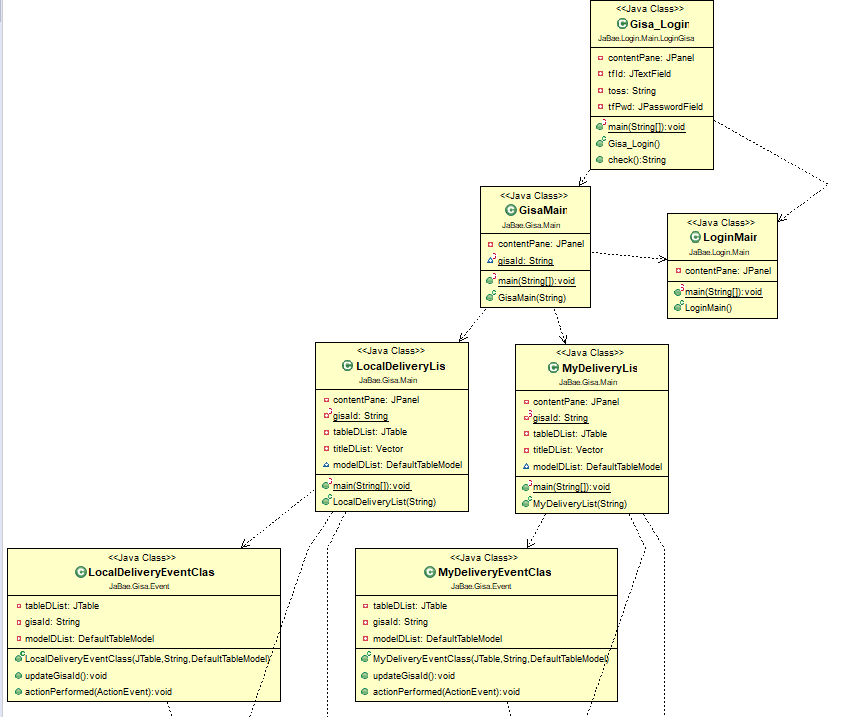 <<Java Class>>
Gisa_Login
JaBae.Login.Main.LoginGisa
contentPane: JPanel
tfId: JTextField
toss: String
tfPwd: JPasswordField
main(String[]):void
Gisa_Login()
check():String
<<Java Class>>
GisaMain
JaBae.Gisa.Main
contentPane: JPanel
gisaId: String
main(String[]):void
GisaMain(String)
<<Java Class>>
LoginMain
JaBae.Login.Main
contentPane: JPanel
main(String[]):void
LoginMain()
<<Java Class>>
LocalDeliveryLis
JaBae.Gisa.Main
contentPane: JPanel
gisaId: String
tableDList: JTable
titleDList: Vector
modelDList: DefaultTableModel
main(String[]):void
LocalDeliveryList(String)
<<Java Class>>
MyDeliveryLis
JaBae.Gisa.Main
contentPane: JPanel
gisaId: String
tableDList: JTable
titleDList: Vector
modelDList: DefaultTableModel
main(String[]):void
MyDeliveryList(String)
<<Java Class>>
LocalDeliveryEventClas
JaBae.Gisa.Event
tableDList: JTable
gisaId: String
modelDList: DefaultTableModel
LocalDeliveryEventClass(JTable,String,DefaultTableModel)
updateGisaId():void
actionPerformed(ActionEvent):void
<<Java Class>>
MyDeliveryEventClas
JaBae.Gisa.Event
tableDList: JTable
gisaId: String
modelDList: DefaultTableModel
MyDeliveryEventClass(JTable,String,DefaultTableModel)
updateGisaId():void
actionPerformed(ActionEvent):void